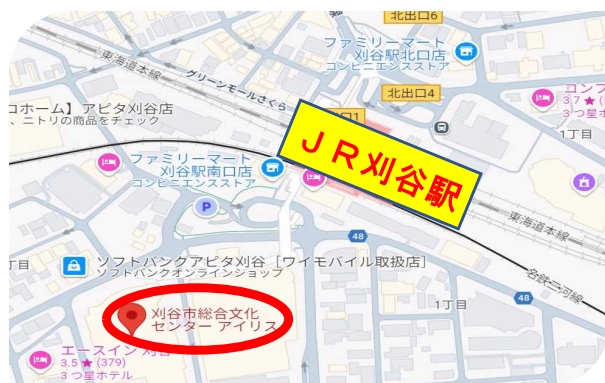 北出口6
ファミリーマート
刈谷駅北口店
コンビニエンスストア
東海道本線
グリーンモールさくら
北出口4
コンフ
3.7★
3つ星ホ
コホーム】アピタ刈谷店
、ニトリの商品をチェック
口1
1丁目
JR刈谷駅
ファミリーマート
刈谷駅南口店
コンビニエンスストア
P
東海道本線
48
丁目
ソフトバンクアピタ刈谷［ワイモバイル取扱店］
ソフトバンクオンラインショップ
名鉄三河線
48
1丁目
刈谷市総合文化
センター アイリス
エースイン 刈谷
3.5★(379)
3つ星ホテル